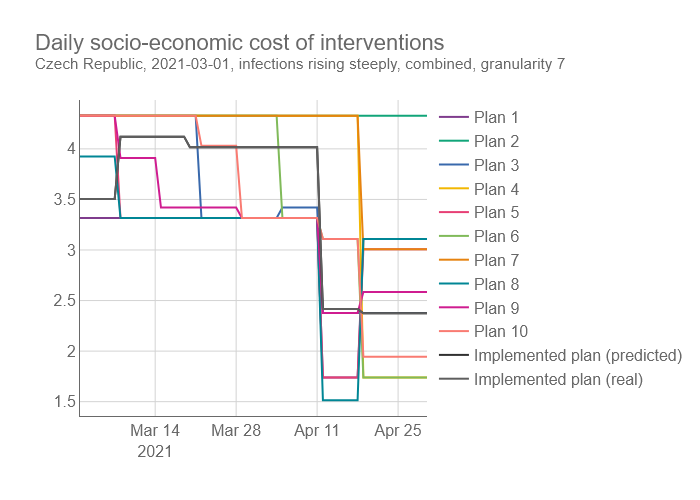 Daily socio-economic cost of interventions
Czech Republic, 2021-03-01, infections rising steeply, combined, granularity 7
4
3.5
3
2.5
2
1.5
Mar 14
2021
Mar 28
Apr 11
Apr 25
Plan 1
Plan 2
Plan 3
Plan 4
Plan 5
Plan 6
Plan 7
Plan 8
Plan 9
Plan 10
Implemented plan (predicted)
Implemented plan (real)